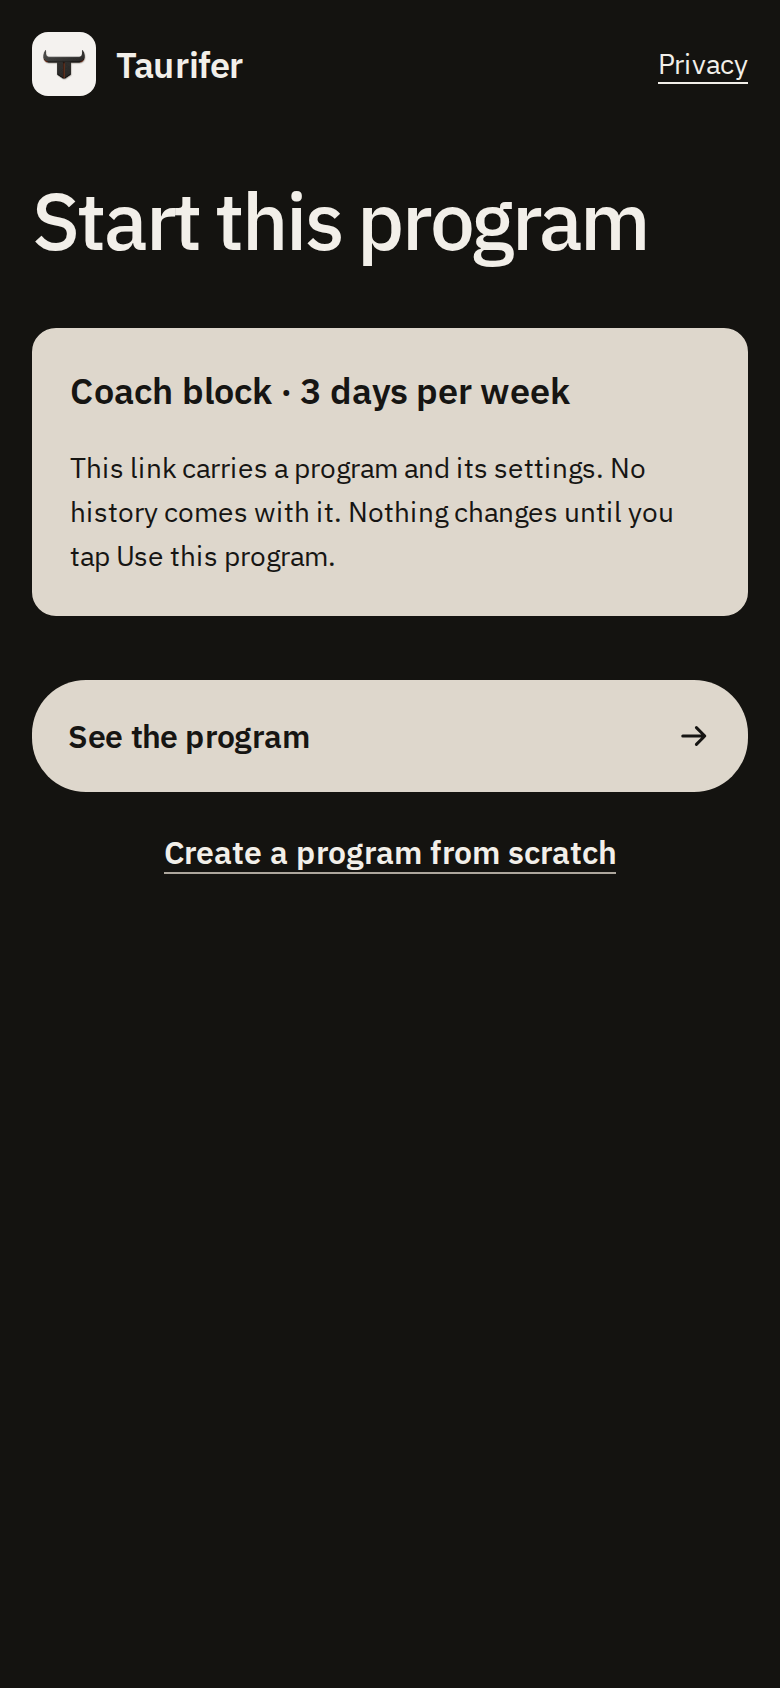 Taurifer
Privacy
Start this program
Coach block · 3 days per week
This link carries a program and its settings. No
history comes with it. Nothing changes until you
tap Use this program.
See the program →
Create a program from scratch